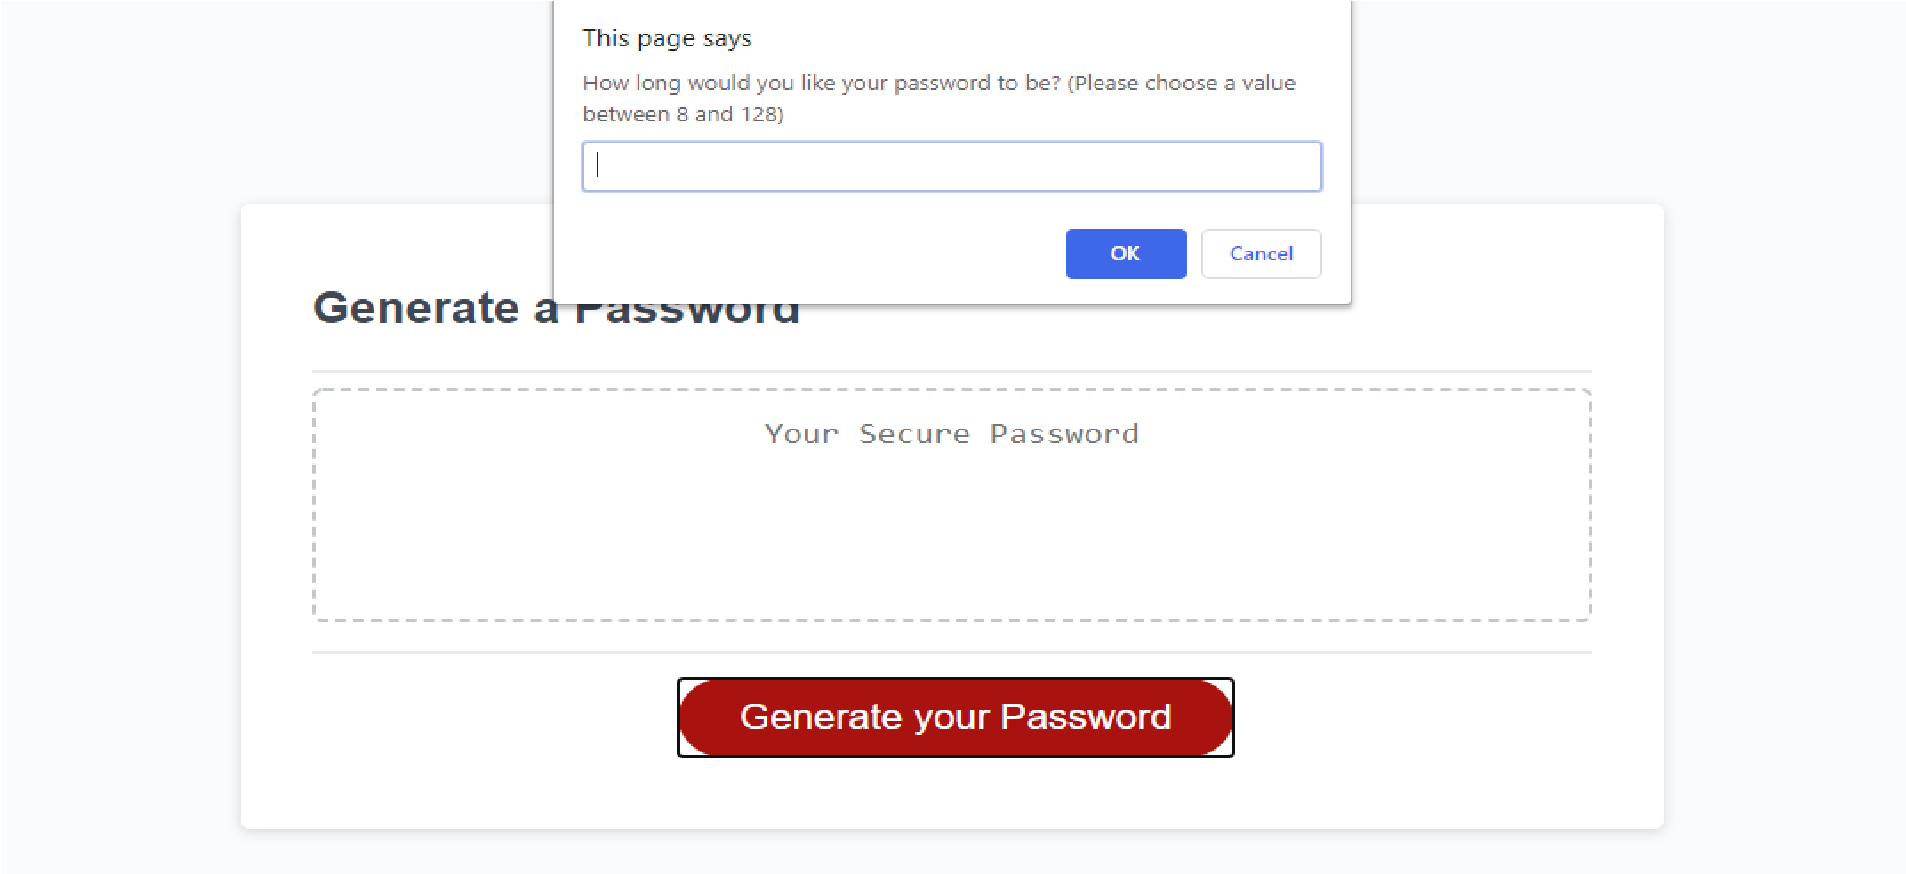 This page says
How long would you like your password to be? (Please choose a value
between 8 and 128)
OK Cancel
Generate a Password
Your Secure Password
Generate your Password